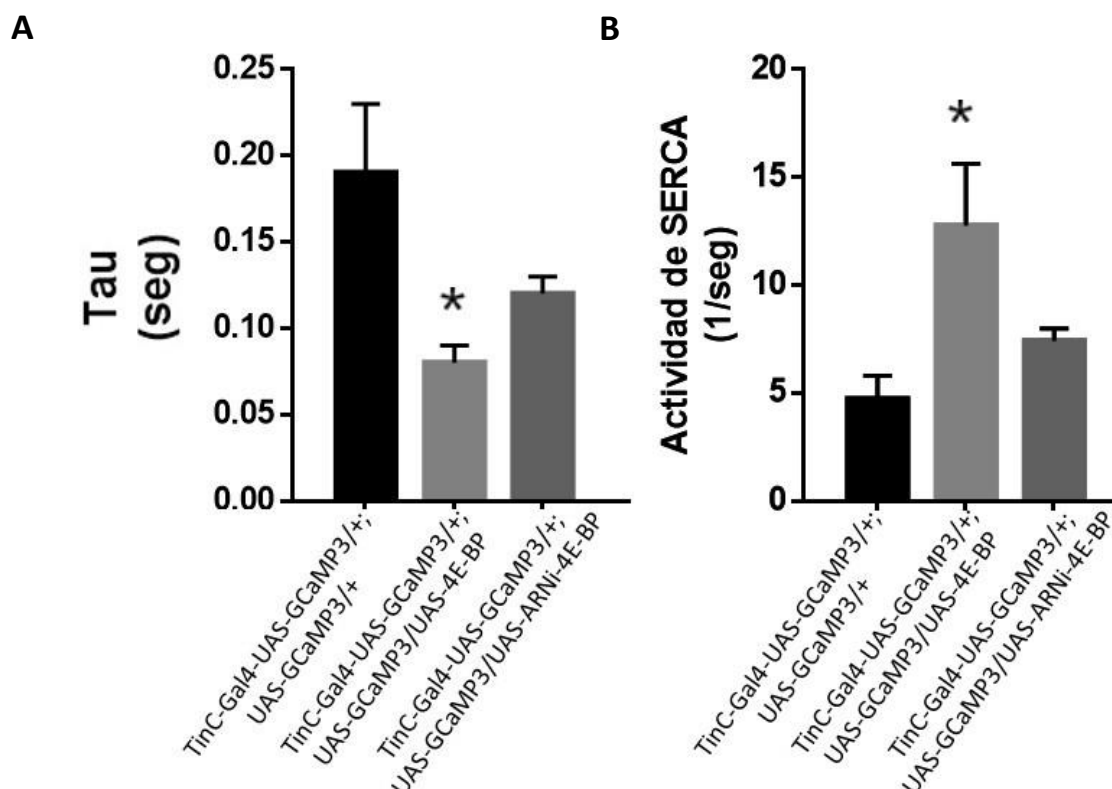 A
Tau
(seg)
0.25
0.20
0.15
0.10
0.05
0.00
*
TinC-Gal4-UAS-GCaMP3/+;
UAS-GCaMP3/+
TinC-Gal4-UAS-GCaMP3/+;
UAS-GCaMP3/UAS-4E-BP
TinC-Gal4-UAS-GCaMP3/+;
UAS-GCaMP3/UAS-ARNi-4E-BP
B
Actividad de SERCA
(1/seg)
20
15
10
5
0
*
TinC-Gal4-UAS-GCaMP3/+;
UAS-GCaMP3/+
TinC-Gal4-UAS-GCaMP3/+;
UAS-GCaMP3/UAS-4E-BP
TinC-Gal4-UAS-GCaMP3/+;
UAS-GCaMP3/UAS-ARNi-4E-BP